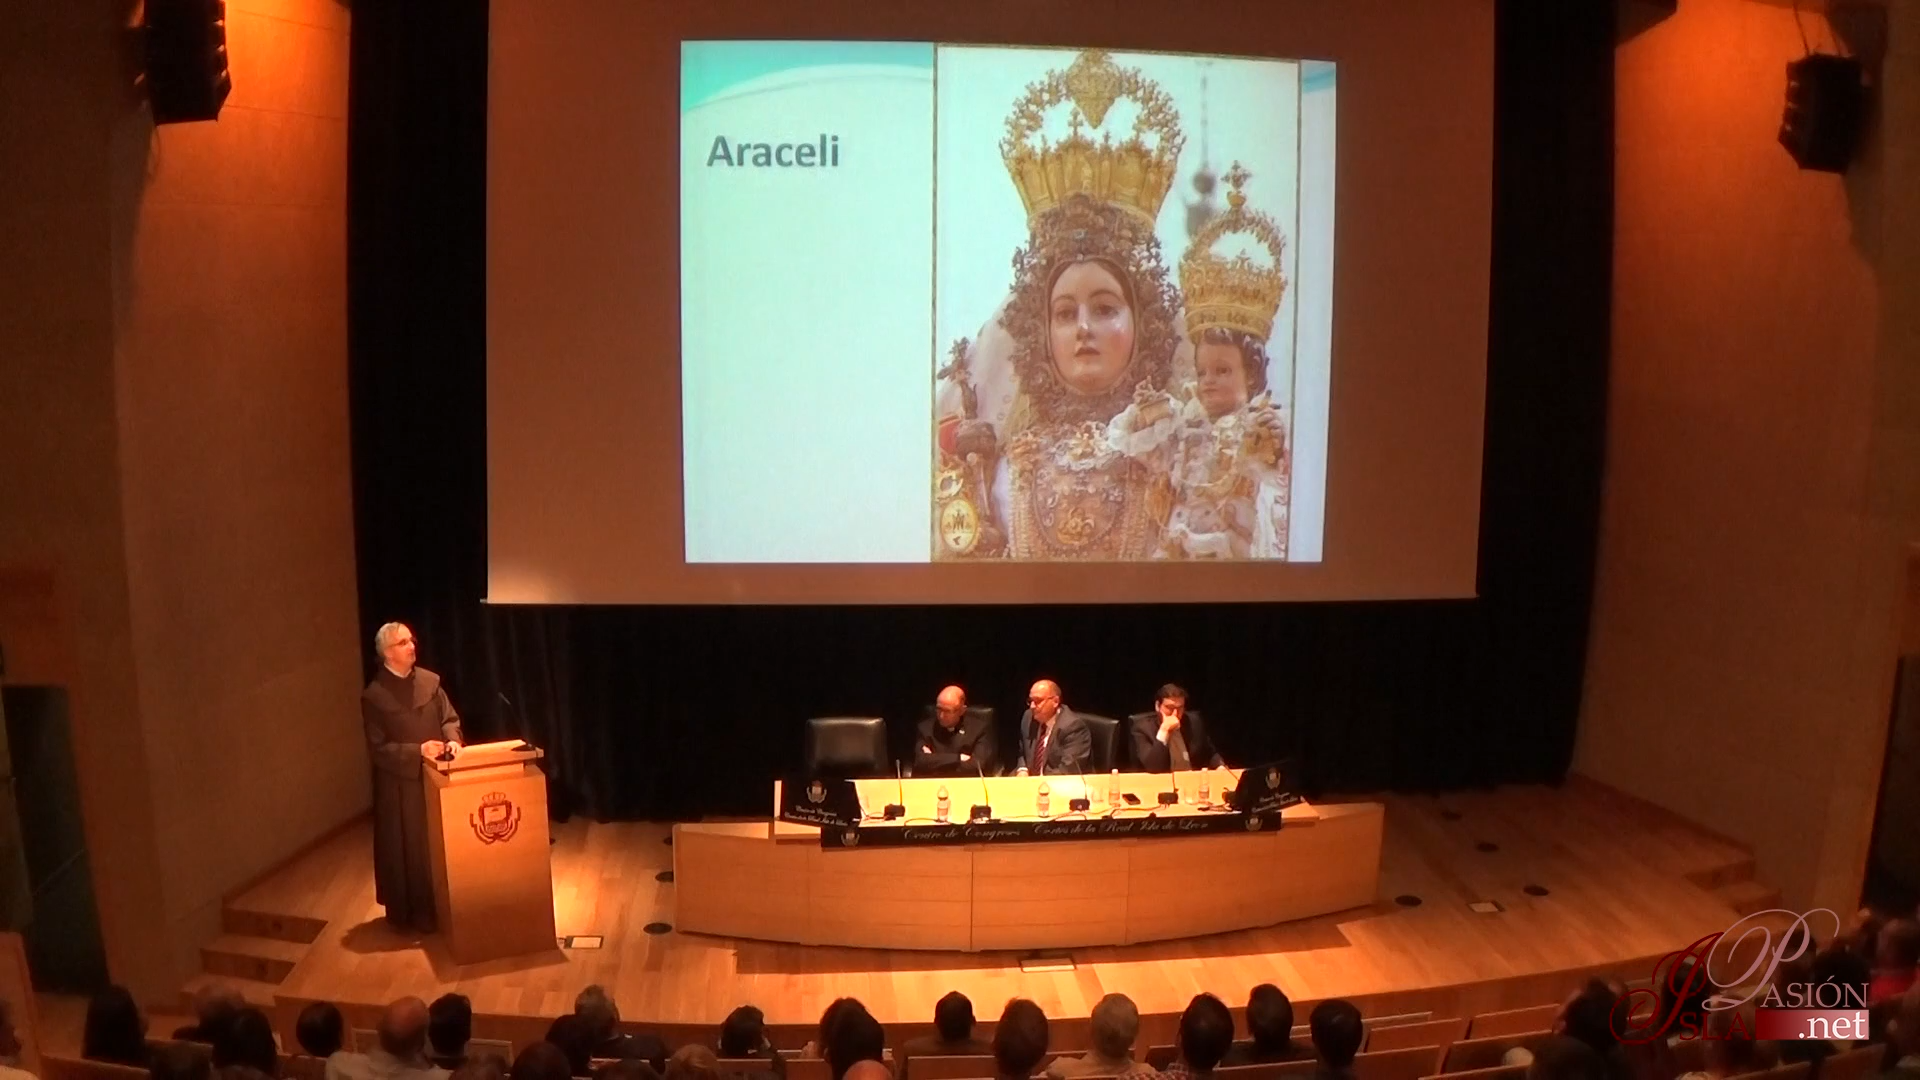 Araceli
Centro de Congresos Cortes de la Real Isla de León
PASIÓN
ISLA
.net